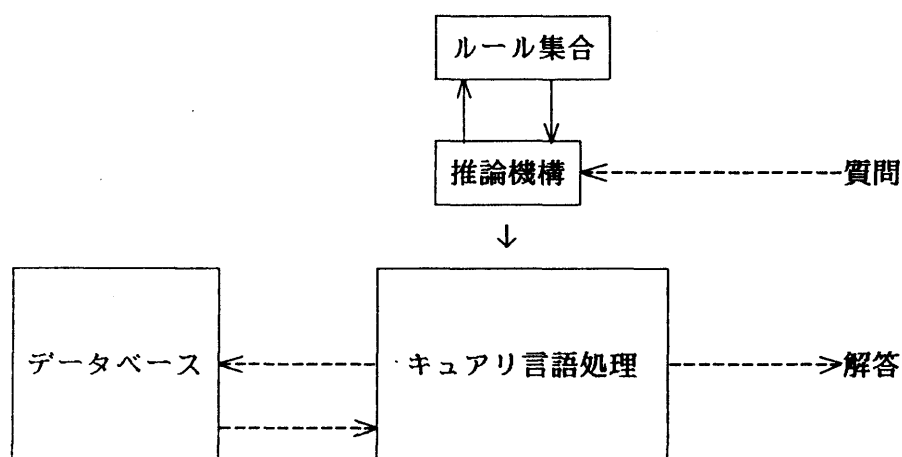 ルール集合
推論機構
質問
データベース
キュアリ言語処理
解答